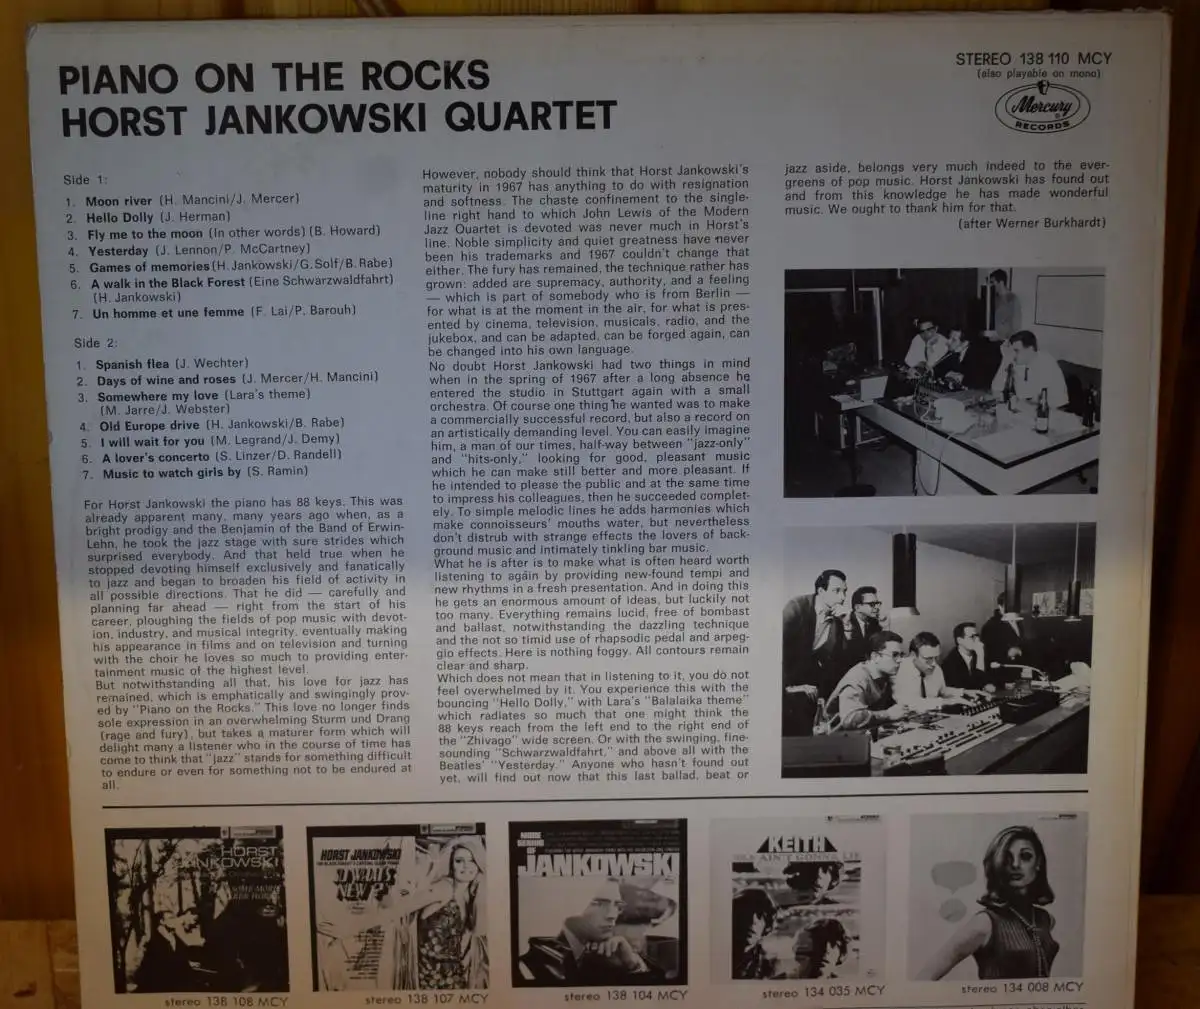 PIANO ON THE ROCKS
HORST JANKOWSKI QUARTET
STEREO 138 110 MCY
(also playable on mono)
Mercury
RECORDS
Side 1:
1. Moon river (H. Mancini/J. Mercer)
2. Hello Dolly (J. Herman)
3. Fly me to the moon (In other words) (B. Howard)
4. Yesterday (J. Lennon/P. McCartney)
5. Games of memories (H. Jankowski/G. Solf/B. Rabe)
6. A walk in the Black Forest (Eine Schwarzwaldfahrt)
(H. Jankowski)
7. Un homme et une femme (F. Lai/P. Barouh)
Side 2:
1. Spanish flea (J. Wechter)
2. Days of wine and roses (J. Mercer/H. Mancini)
3. Somewhere my love (Lara's theme)
(M. Jarre/J. Webster)
4. Old Europe drive (H. Jankowski/B. Rabe)
5. I will wait for you (M. Legrand/J. Demy)
6. A lover's concerto (S. Linzer/D. Randell)
7. Music to watch girls by (S. Ramin)
For Horst Jankowski the piano has 88 keys. This was
already apparent many, many years ago when, as a
bright prodigy and the Benjamin of the Band of Erwin-
Lehn, he took the jazz stage with sure strides which
surprised everybody. And that held true when he
stopped devoting himself exclusively and fanatically
to jazz and began to broaden his field of activity in
all possible directions. That he did — carefully and
planning far ahead — right from the start of his
career, ploughing the fields of pop music with devot-
ion, industry, and musical integrity, eventually making
his appearance in films and on television and turning
with the choir he loves so much to providing enter-
tainment music of the highest level.
But notwithstanding all that, his love for jazz has
remained, which is emphatically and swingingly prov-
ed by "Piano on the Rocks." This love no longer finds
sole expression in an overwhelming Sturm und Drang
(rage and fury), but takes a maturer form which will
delight many a listener who in the course of time has
come to think that "jazz" stands for something difficult
to endure or even for something not to be endured at
all.
However, nobody should think that Horst Jankowski's
maturity in 1967 has anything to do with resignation
and softness. The chaste confinement to the single-
line right hand to which John Lewis of the Modern
Jazz Quartet is devoted was never much in Horst's
line. Noble simplicity and quiet greatness have never
been his trademarks and 1967 couldn't change that
either. The fury has remained, the technique rather has
grown: added are supremacy, authority, and a feeling
— which is part of somebody who is from Berlin —
for what is at the moment in the air, for what is pres-
ented by cinema, television, musicals, radio, and the
jukebox, and can be adapted, can be forged again, can
be changed into his own language.
No doubt Horst Jankowski had two things in mind
when in the spring of 1967 after a long absence he
entered the studio in Stuttgart again with a small
orchestra. Of course one thing he wanted was to make
a commercially successful record, but also a record on
an artistically demanding level. You can easily imagine
him, a man of our times, half-way between "jazz-only"
and "hits-only," looking for good, pleasant music
which he can make still better and more pleasant. If
he intended to please the public and at the same time
to impress his colleagues, then he succeeded complet-
ely. To simple melodic lines he adds harmonies which
make connoisseurs' mouths water, but nevertheless
don't distrub with strange effects the lovers of back-
ground music and intimately tinkling bar music.
What he is after is to make what is often heard worth
listening to again by providing new-found tempi and
new rhythms in a fresh presentation. And in doing this
he gets an enormous amount of ideas, but luckily not
too many. Everything remains lucid, free of bombast
and ballast, notwithstanding the dazzling technique
and the not so timid use of rhapsodic pedal and arpeg-
gio effects. Here is nothing foggy. All contours remain
clear and sharp.
Which does not mean that in listening to it, you do not
feel overwhelmed by it. You experience this with the
bouncing "Hello Dolly," with Lara's "Balalaika theme"
which radiates so much that one might think the
88 keys reach from the left end to the right end of
the "Zhivago" wide screen. Or with the swinging, fine-
sounding "Schwarzwaldfahrt," and above all with the
Beatles' "Yesterday." Anyone who hasn't found out
yet, will find out now that this last ballad, beat or
jazz aside, belongs very much indeed to the ever-
greens of pop music. Horst Jankowski has found out
and from this knowledge he has made wonderful
music. We ought to thank him for that.
(after Werner Burkhardt)
HORST
JANKOWSKI
HORST JANKOWSKI
SO WHAT'S
NEW?
MORE
GENIUS
OF
JANKOWSKI
KEITH
AIN'T GONNA LIE
stereo 138 108 MCY
stereo 138 107 MCY
stereo 138 104 MCY
stereo 134 035 MCY
stereo 134 008 MCY